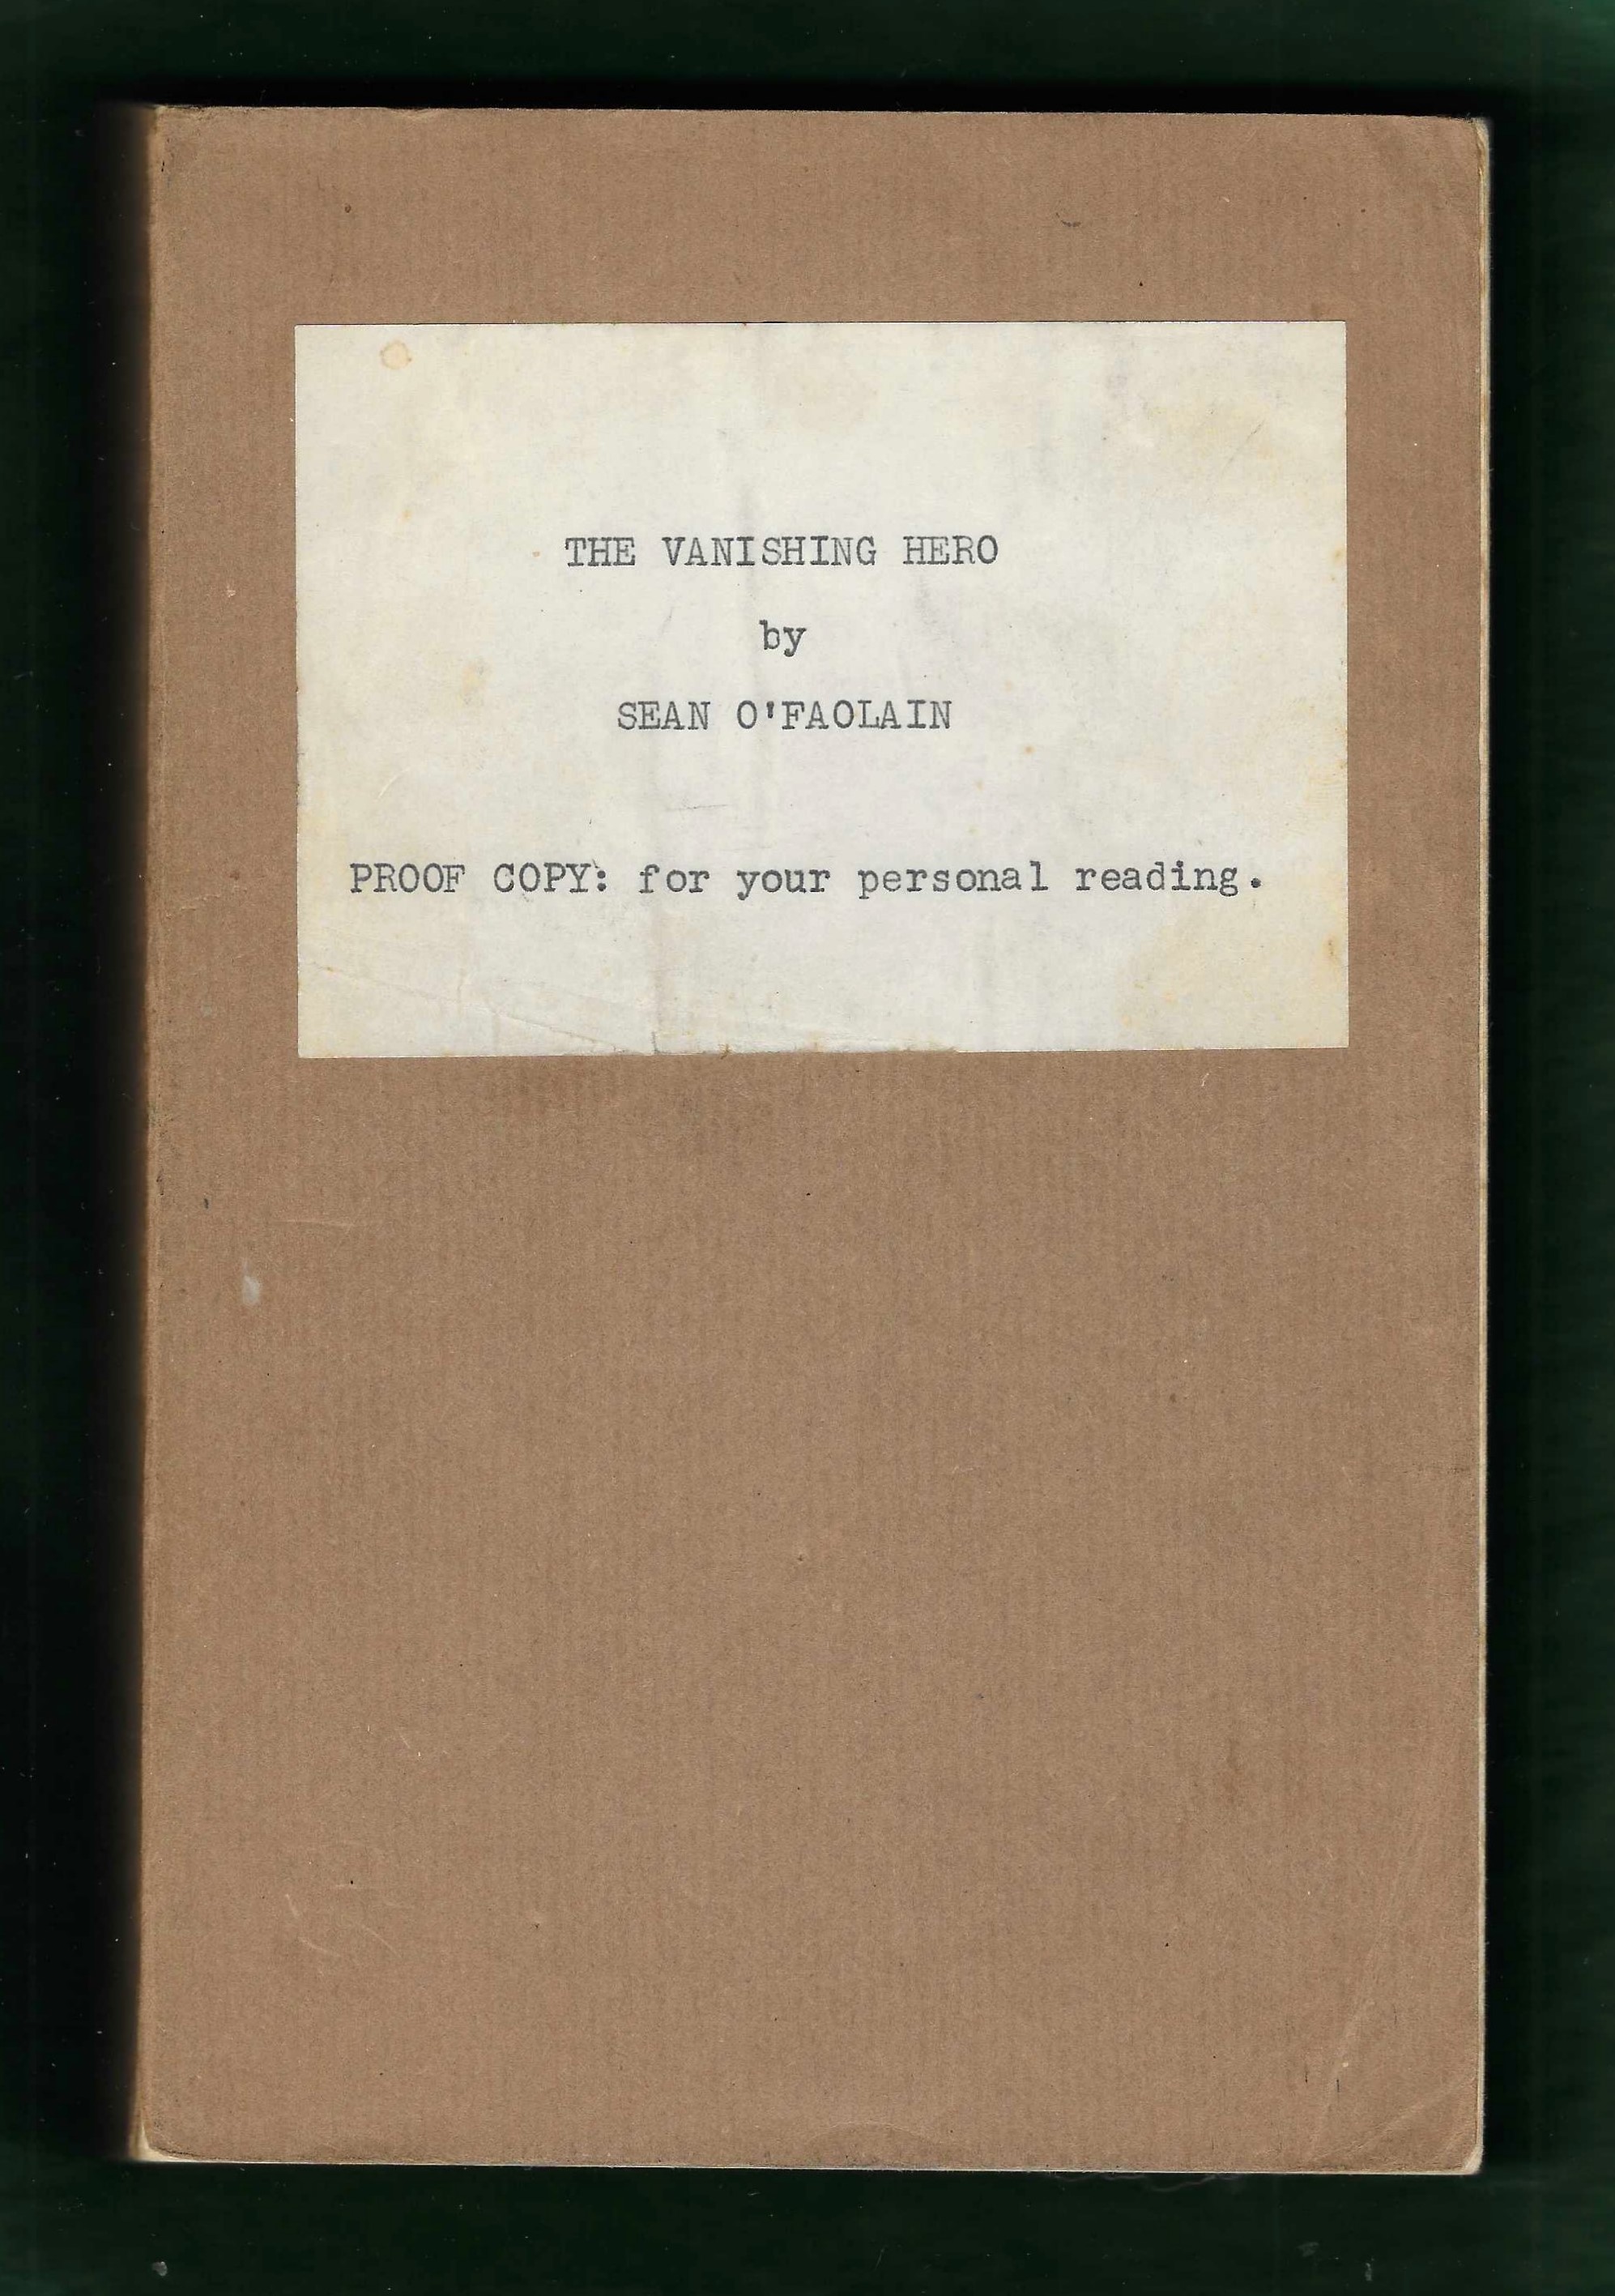 THE VANISHING HERO
by
SEAN O'FAOLAIN
PROOF COPY: for your personal reading.